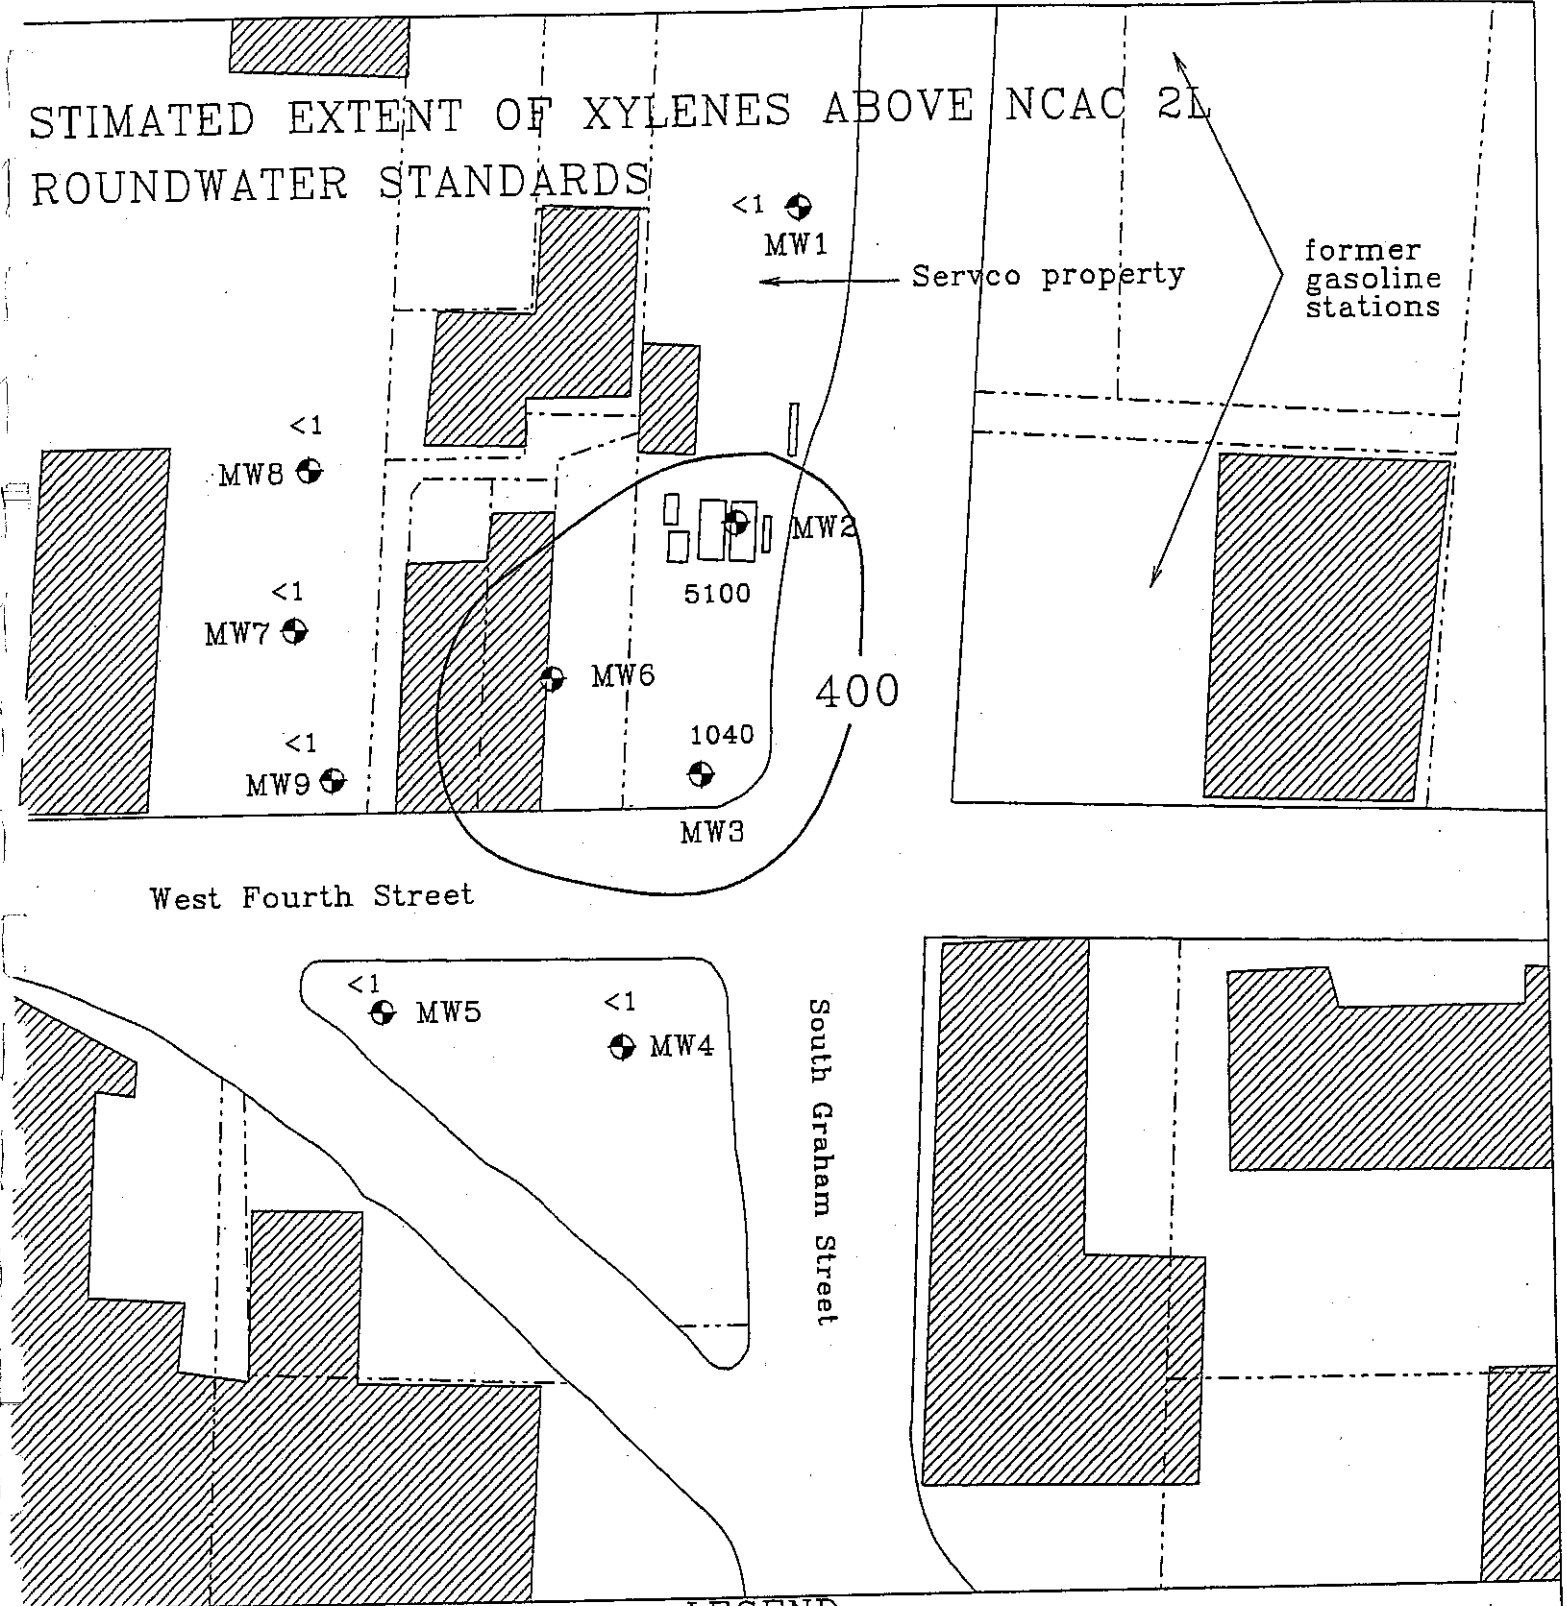 STIMATED EXTENT OF XYLENES ABOVE NCAC 2L
ROUNDWATER STANDARDS
<1
MW1
Servco property
former
gasoline
stations
<1
MW8
MW2
5100
<1
MW7
MW6
400
1040
<1
MW9
MW3
West Fourth Street
<1
MW5
<1
MW4
South Graham Street
LEGEND